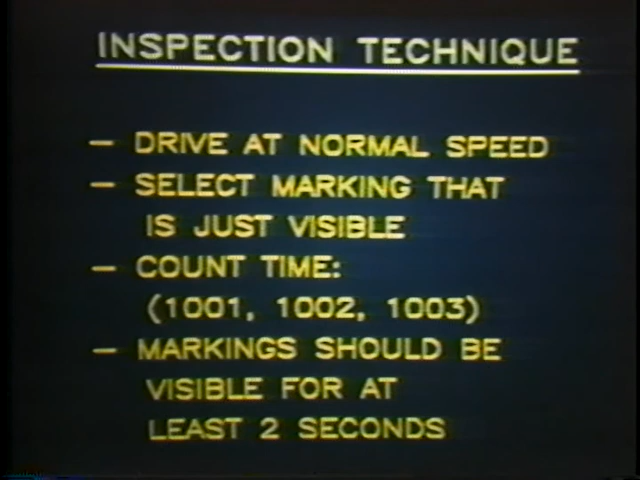 INSPECTION TECHNIQUE
— DRIVE AT NORMAL SPEED
— SELECT MARKING THAT
IS JUST VISIBLE
— COUNT TIME:
(1001, 1002, 1003)
— MARKINGS SHOULD BE
VISIBLE FOR AT
LEAST 2 SECONDS